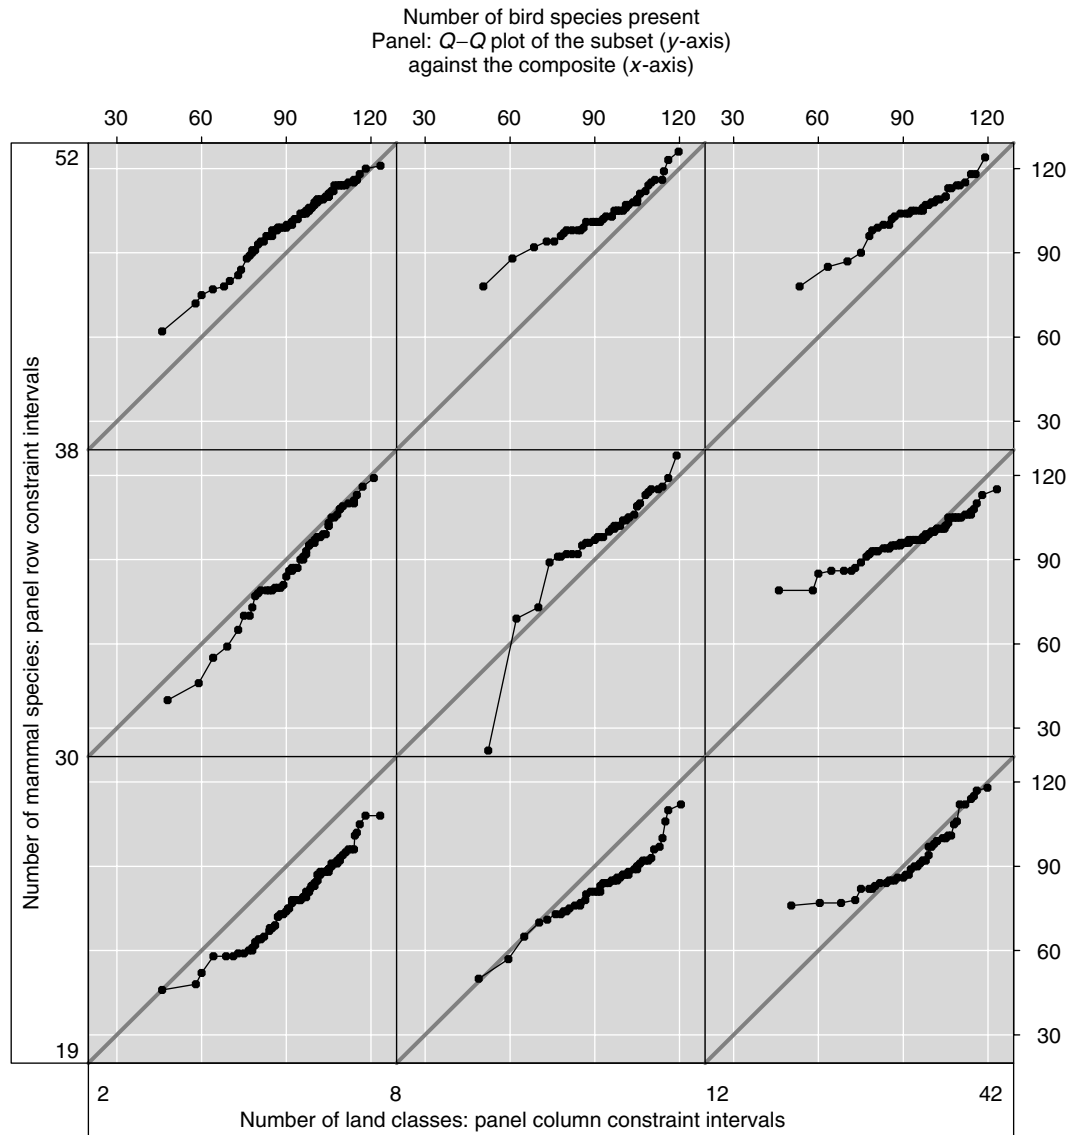 Number of bird species present
Panel: Q–Q plot of the subset (y-axis)
against the composite (x-axis)
30 60 90 120 30 60 90 120 30 60 90 120
52
120
90
60
30
38
120
90
60
30
30
120
90
60
30
19
Number of mammal species: panel row constraint intervals
2 8 12 42
Number of land classes: panel column constraint intervals